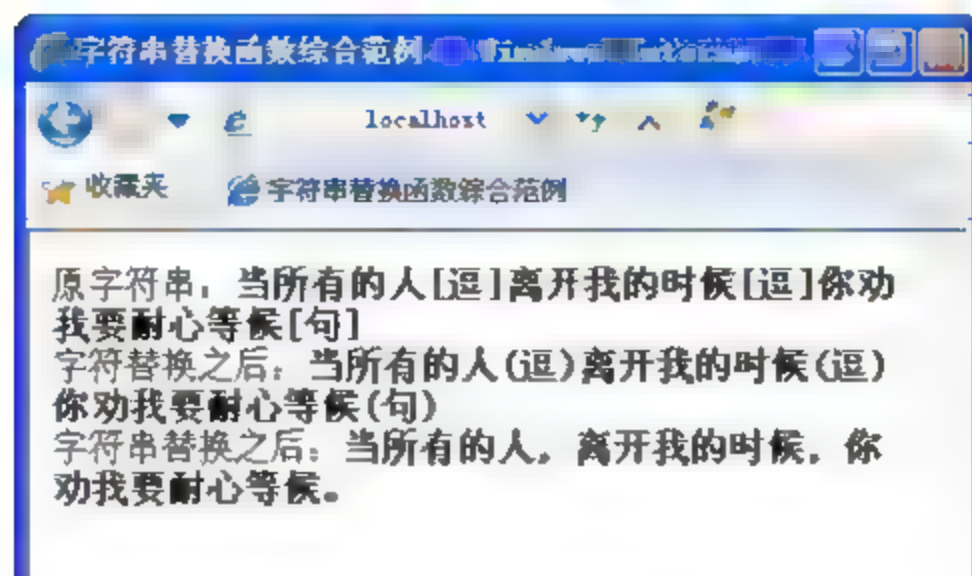 字符串替换函数综合范例
localhost
收藏夹 字符串替换函数综合范例
原字符串：当所有的人[逗]离开我的时候[逗]你劝
我要耐心等候[句]
字符替换之后：当所有的人(逗)离开我的时候(逗)
你劝我要耐心等候(句)
字符串替换之后：当所有的人，离开我的时候，你
劝我要耐心等候。